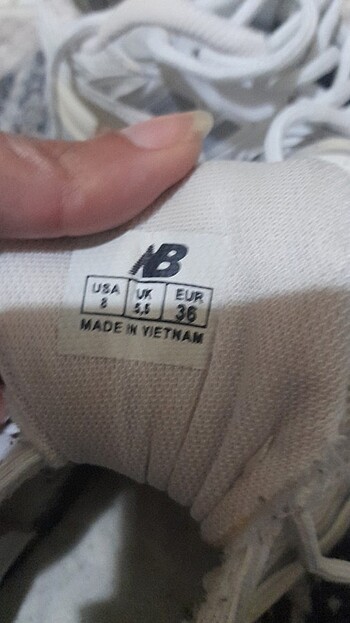 NB
USA UK EUR
8 5,5 36
MADE IN VIETNAM